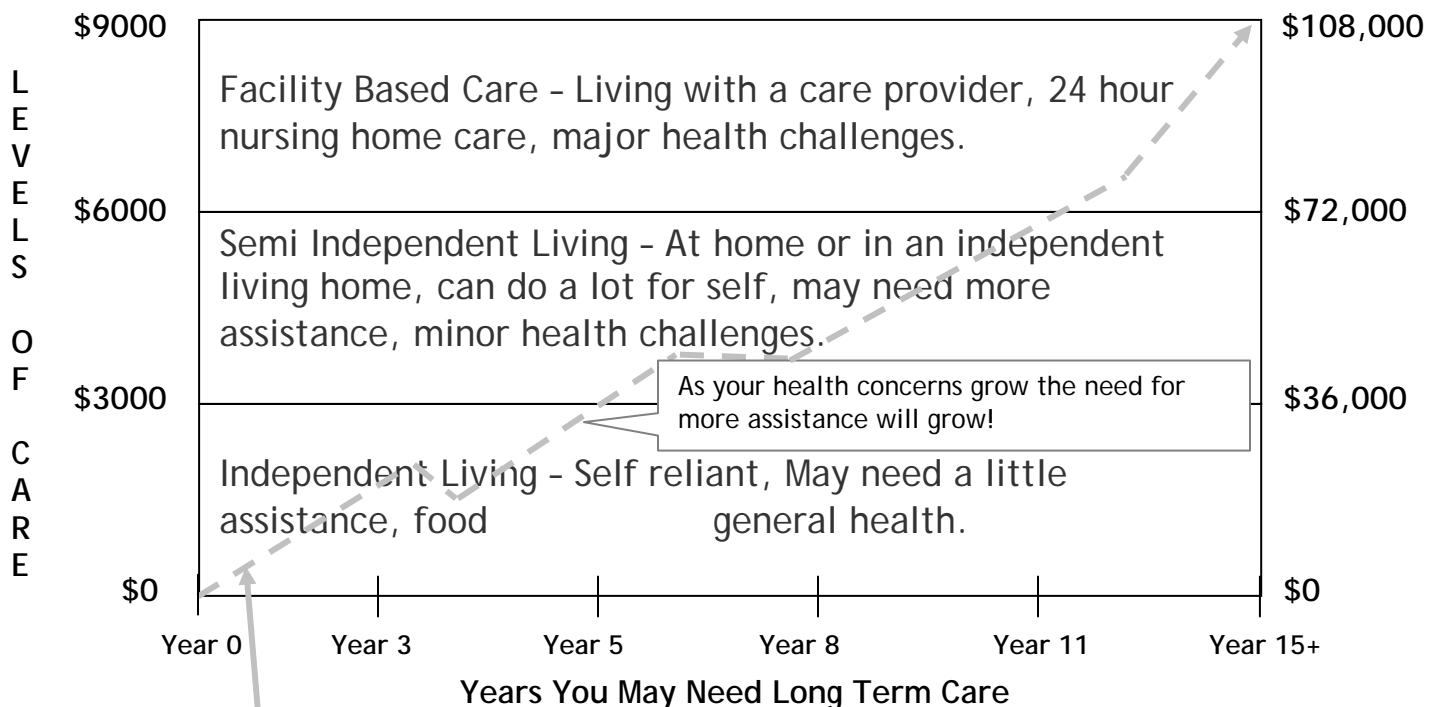 LEVELS OF CARE
$9000
$108,000
Facility Based Care – Living with a care provider, 24 hour
nursing home care, major health challenges.
$6000
$72,000
Semi Independent Living – At home or in an independent
living home, can do a lot for self, may need more
assistance, minor health challenges.
As your health concerns grow the need for
more assistance will grow!
$3000
$36,000
Independent Living – Self reliant, May need a little
assistance, food general health.
$0
$0
Year 0 Year 3 Year 5 Year 8 Year 11 Year 15+
Years You May Need Long Term Care